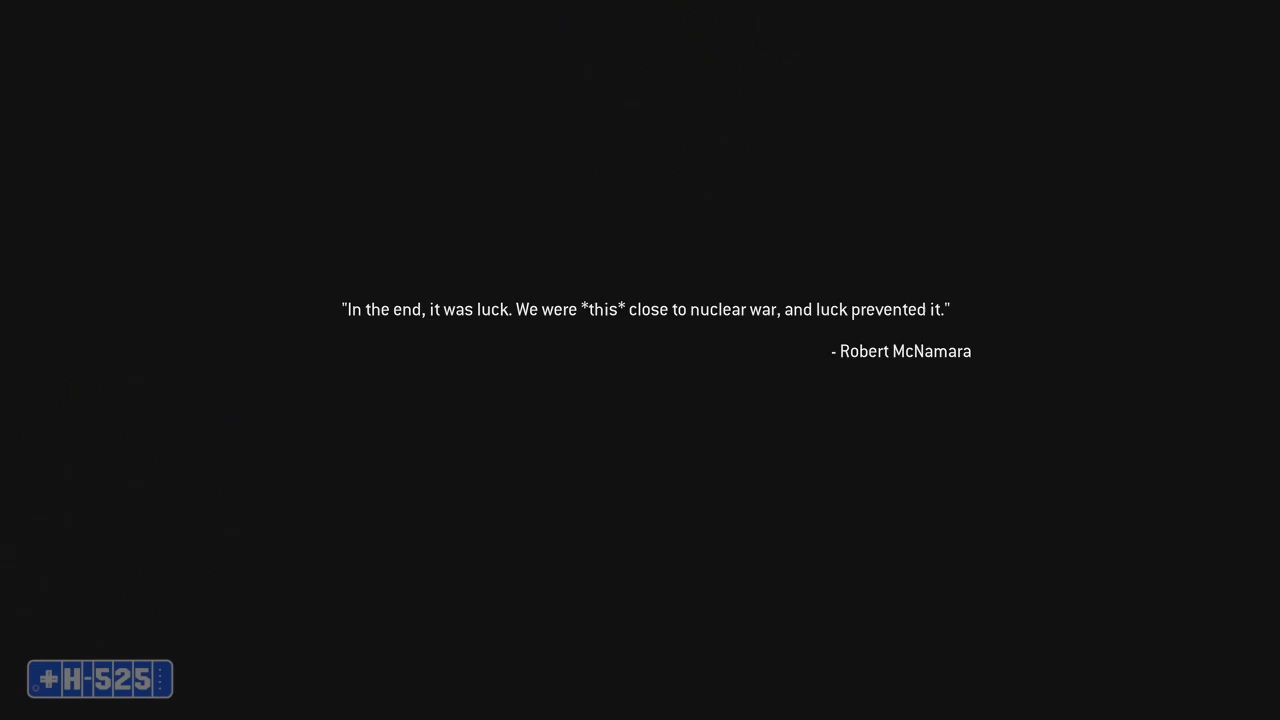 "In the end, it was luck. We were *this* close to nuclear war, and luck prevented it."
- Robert McNamara
+H-525